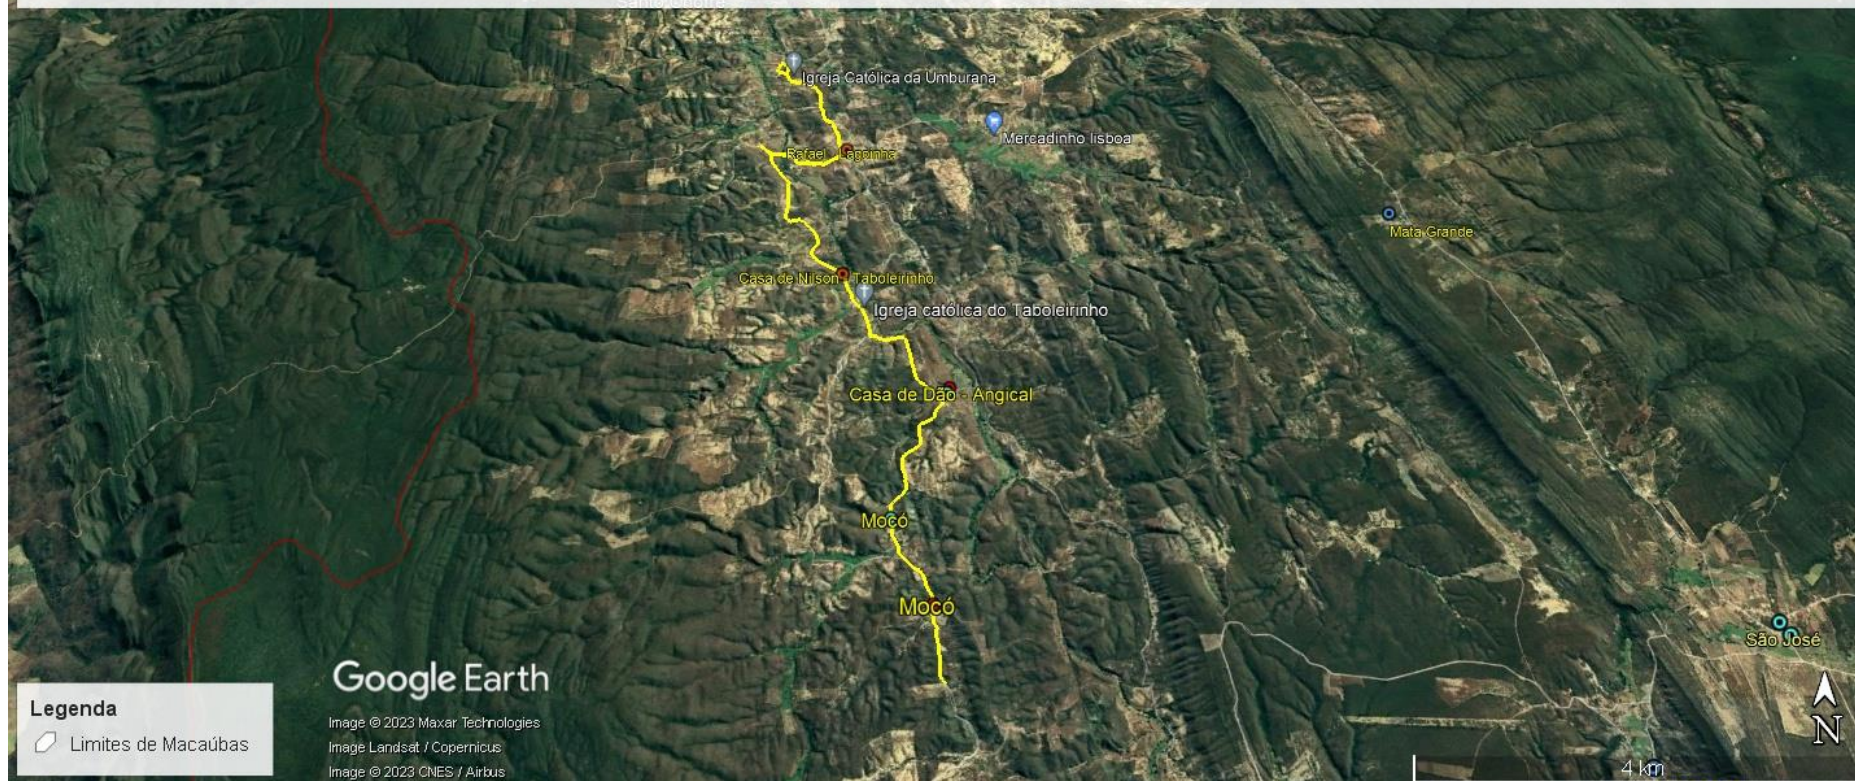 Igreja Católica da Umburana
Mercadinho lisboa
Rafael Lagoinha
Mata Grande
Casa de Nilson - Taboleirinho
Igreja católica do Taboleirinho
Casa de Dão - Angical
Mocó
Mocó
São José
Google Earth
Legenda
Limites de Macaúbas
Image © 2023 Maxar Technologies
Image Landsat / Copernicus
Image © 2023 CNES / Airbus
N
4 km